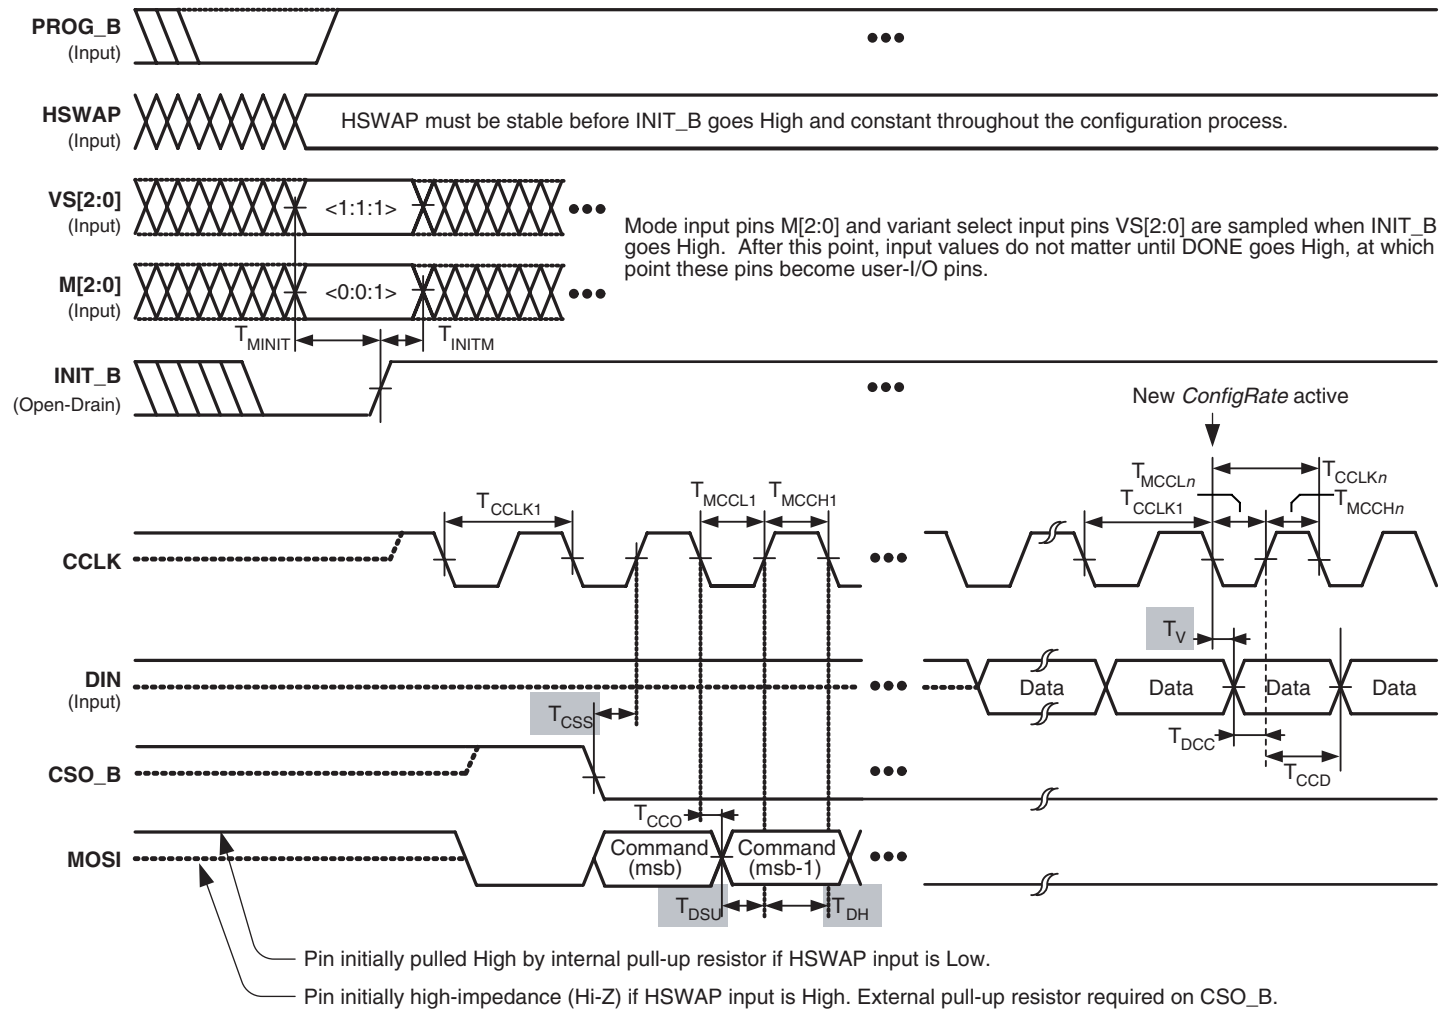 PROG_B
(Input)
HSWAP
(Input)
HSWAP must be stable before INIT_B goes High and constant throughout the configuration process.
VS[2:0]
(Input)
<1:1:1>
Mode input pins M[2:0] and variant select input pins VS[2:0] are sampled when INIT_B
goes High. After this point, input values do not matter until DONE goes High, at which
point these pins become user-I/O pins.
M[2:0]
(Input)
<0:0:1>
TMINIT
TINITM
INIT_B
(Open-Drain)
New ConfigRate active
TCCLK1
TMCCL1
TMCCH1
TMCCLn
TCCLKn
TCCLK1
TMCCHn
CCLK
TV
DIN
(Input)
Data
Data
Data
Data
TCSS
TDCC
TCCD
CSO_B
TCCO
MOSI
Command
(msb)
Command
(msb-1)
TDSU
TDH
Pin initially pulled High by internal pull-up resistor if HSWAP input is Low.
Pin initially high-impedance (Hi-Z) if HSWAP input is High. External pull-up resistor required on CSO_B.